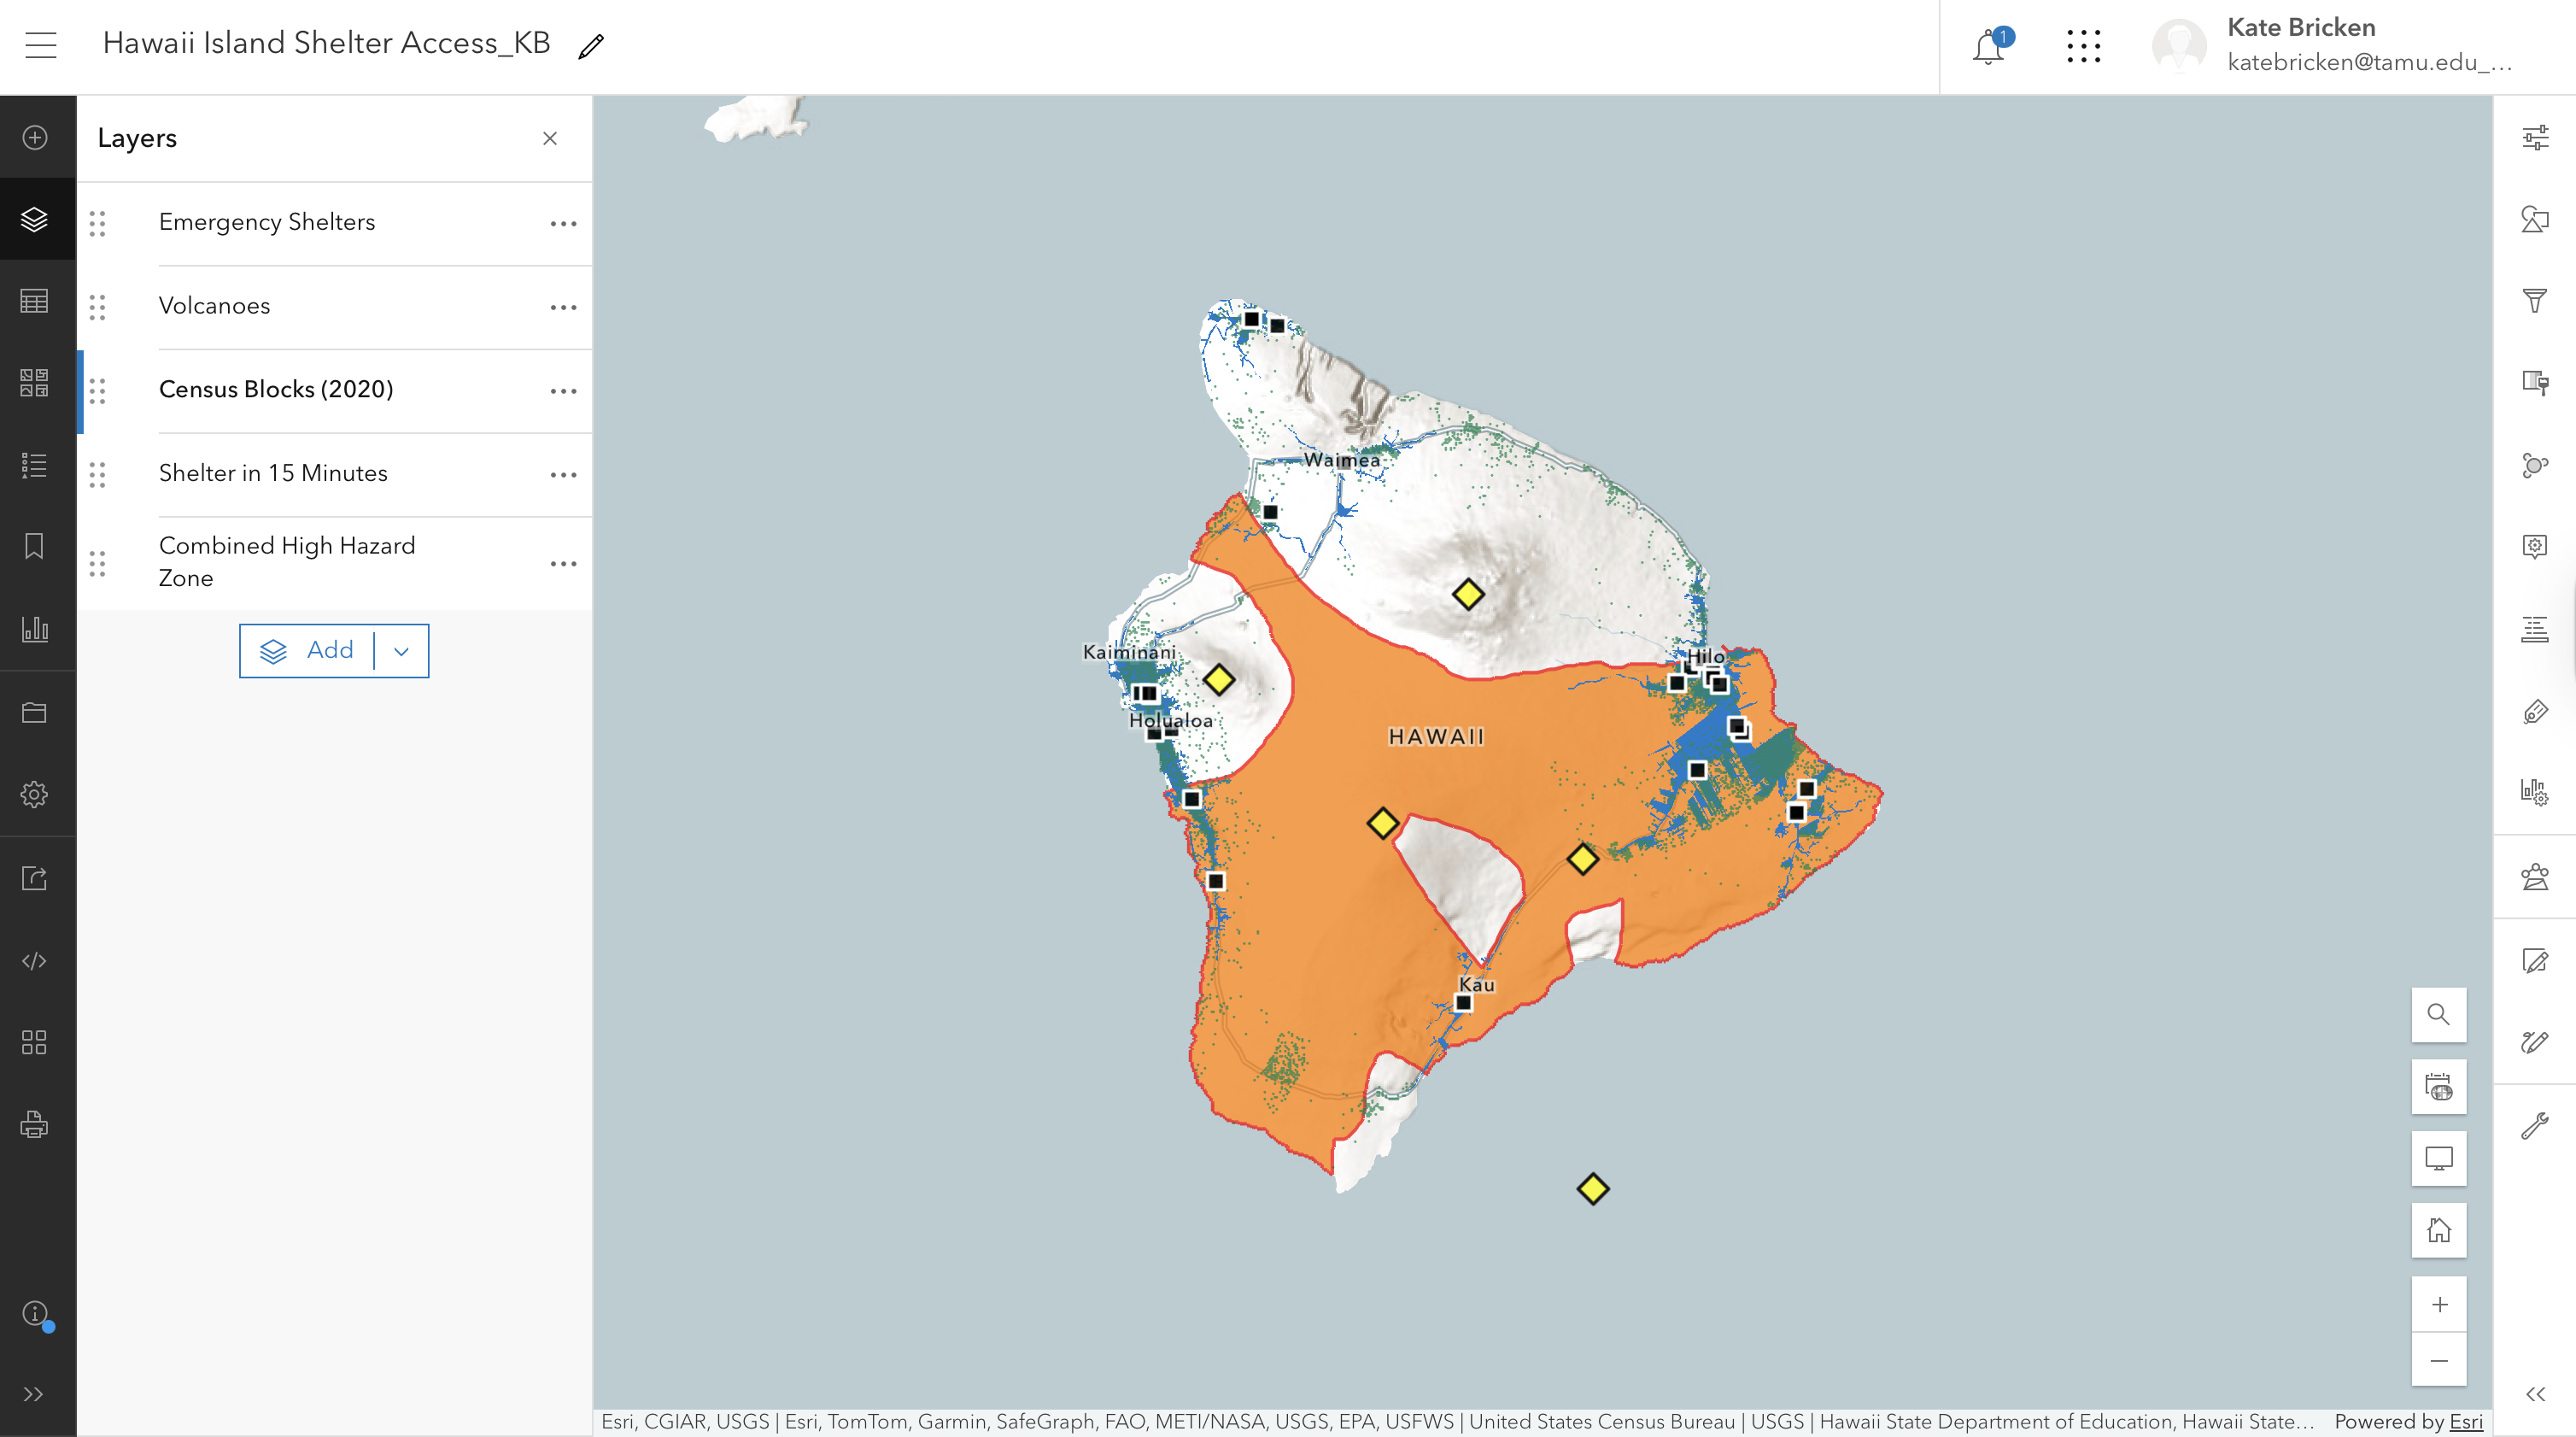 Hawaii Island Shelter Access_KB
1
Kate Bricken
katebricken@tamu.edu_...
Layers
Emergency Shelters
Volcanoes
Census Blocks (2020)
Shelter in 15 Minutes
Combined High Hazard
Zone
Add
Waimea
Kaiminani
Hilo
Holualoa
HAWAII
Kau
Esri, CGIAR, USGS | Esri, TomTom, Garmin, SafeGraph, FAO, METI/NASA, USGS, EPA, USFWS | United States Census Bureau | USGS | Hawaii State Department of Education, Hawaii State... Powered by Esri